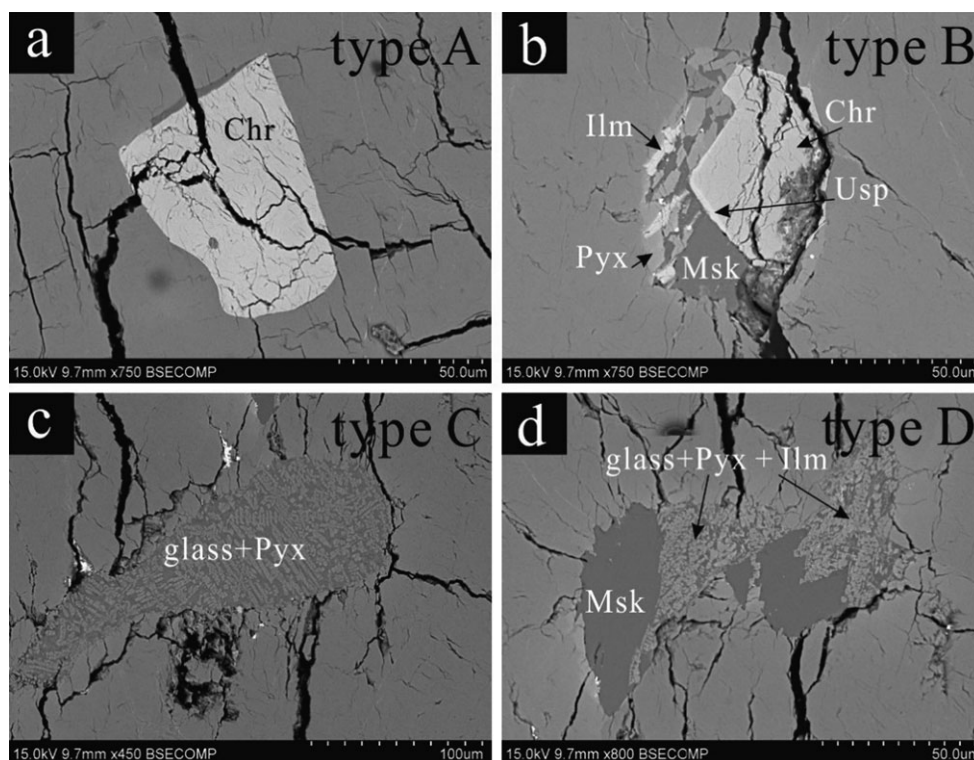 a
type A
Chr
15.0kV 9.7mm x750 BSECOMP 50.0um
b
type B
Ilm
Chr
Usp
Pyx
Msk
15.0kV 9.7mm x750 BSECOMP 50.0um
c
type C
glass+Pyx
15.0kV 9.7mm x450 BSECOMP 100um
d
type D
glass+Pyx + Ilm
Msk
15.0kV 9.7mm x800 BSECOMP 50.0um